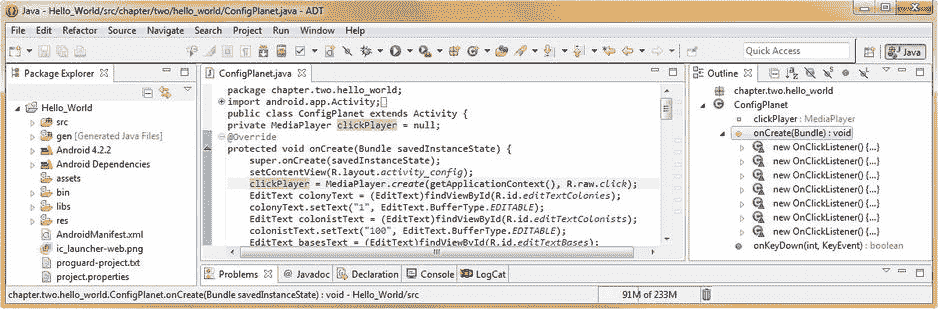 Java - Hello_World/src/chapter/two/hello_world/ConfigPlanet.java - ADT
File Edit Refactor Source Navigate Search Project Run Window Help
Quick Access
Java
Package Explorer
Hello_World
src
gen [Generated Java Files]
Android 4.2.2
Android Dependencies
assets
bin
libs
res
AndroidManifest.xml
ic_launcher-web.png
proguard-project.txt
project.properties
ConfigPlanet.java
package chapter.two.hello_world;
import android.app.Activity;
public class ConfigPlanet extends Activity {
private MediaPlayer clickPlayer = null;
@Override
protected void onCreate(Bundle savedInstanceState) {
super.onCreate(savedInstanceState);
setContentView(R.layout.activity_config);
clickPlayer = MediaPlayer.create(getApplicationContext(), R.raw.click);
EditText colonyText = (EditText)findViewById(R.id.editTextColonies);
colonyText.setText("1", EditText.BufferType.EDITABLE);
EditText colonistText = (EditText)findViewById(R.id.editTextColonists);
colonistText.setText("100", EditText.BufferType.EDITABLE);
EditText basesText = (EditText)findViewById(R.id.editTextBases);
Outline
chapter.two.hello_world
ConfigPlanet
clickPlayer : MediaPlayer
onCreate(Bundle) : void
new OnClickListener() {...}
new OnClickListener() {...}
new OnClickListener() {...}
new OnClickListener() {...}
new OnClickListener() {...}
new OnClickListener() {...}
new OnClickListener() {...}
onKeyDown(int, KeyEvent) : boolean
Problems @ Javadoc Declaration Console LogCat
chapter.two.hello_world.ConfigPlanet.onCreate(Bundle savedInstanceState) : void - Hello_World/src
91M of 233M